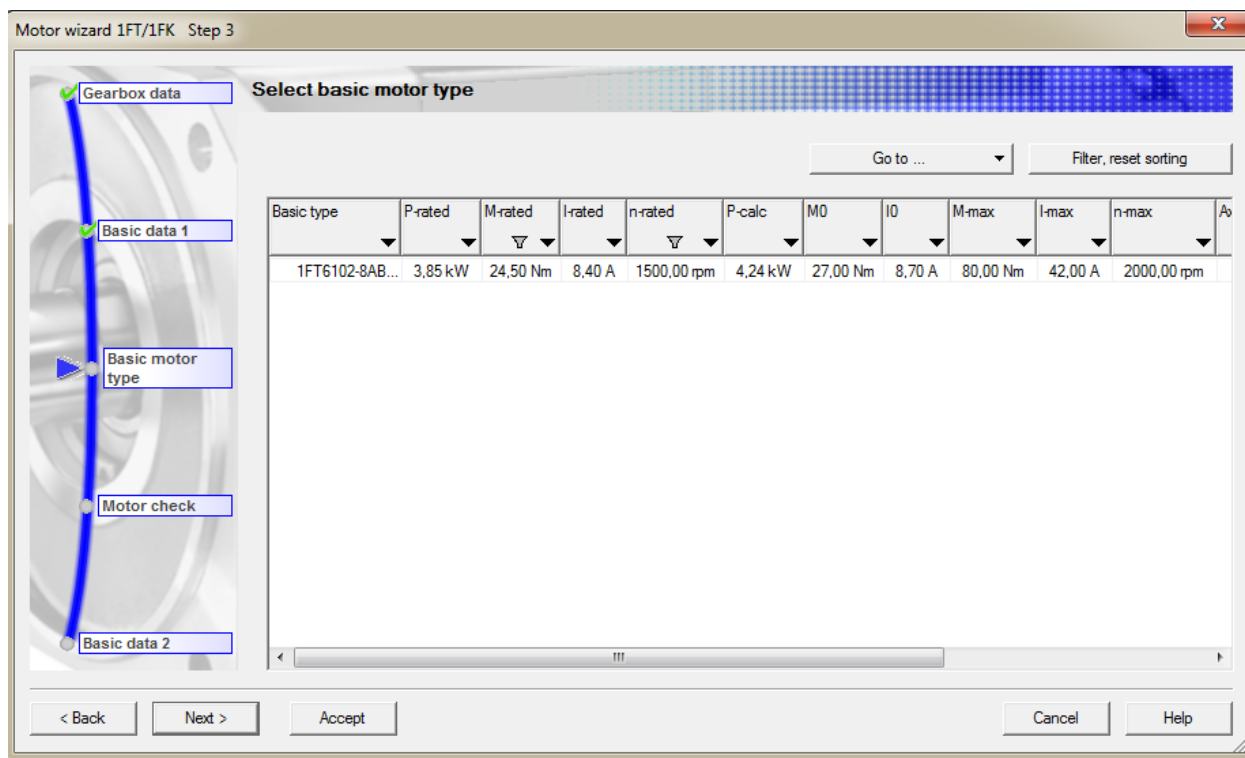 Motor wizard 1FT/1FK Step 3
Gearbox data
Basic data 1
Basic motor
type
Motor check
Basic data 2
Select basic motor type
Go to ...
Filter, reset sorting
Basic type P-rated M-rated I-rated n-rated P-calc M0 I0 M-max I-max n-max
1FT6102-8AB... 3,85 kW 24,50 Nm 8,40 A 1500,00 rpm 4,24 kW 27,00 Nm 8,70 A 80,00 Nm 42,00 A 2000,00 rpm
< Back Next > Accept Cancel Help